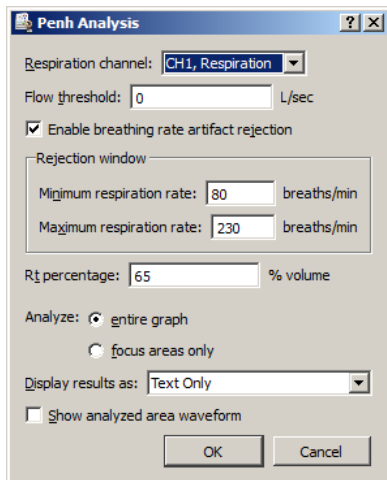 Penh Analysis
Respiration channel: CH1, Respiration
Flow threshold: 0 L/sec
Enable breathing rate artifact rejection
Rejection window
Minimum respiration rate: 80 breaths/min
Maximum respiration rate: 230 breaths/min
Rt percentage: 65 % volume
Analyze: entire graph
focus areas only
Display results as: Text Only
Show analyzed area waveform
OK Cancel